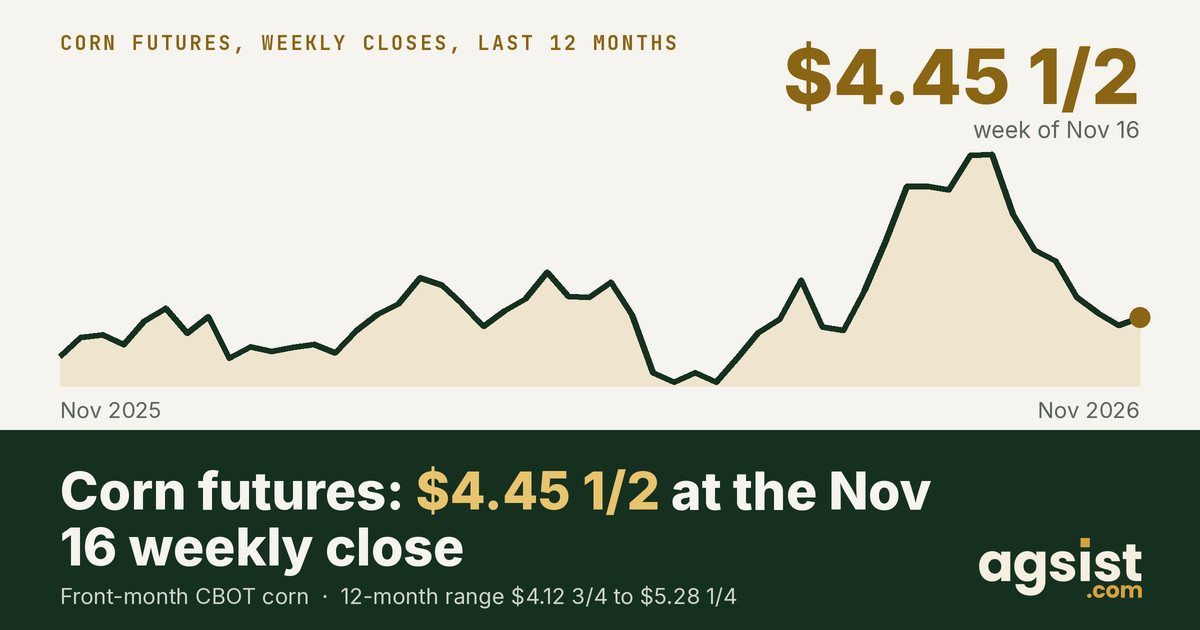 CORN FUTURES, WEEKLY CLOSES, LAST 12 MONTHS
$4.45 1/2
week of Nov 16
Nov 2025
Nov 2026
Corn futures: $4.45 1/2 at the Nov
16 weekly close
Front-month CBOT corn · 12-month range $4.12 3/4 to $5.28 1/4
agsist
.com